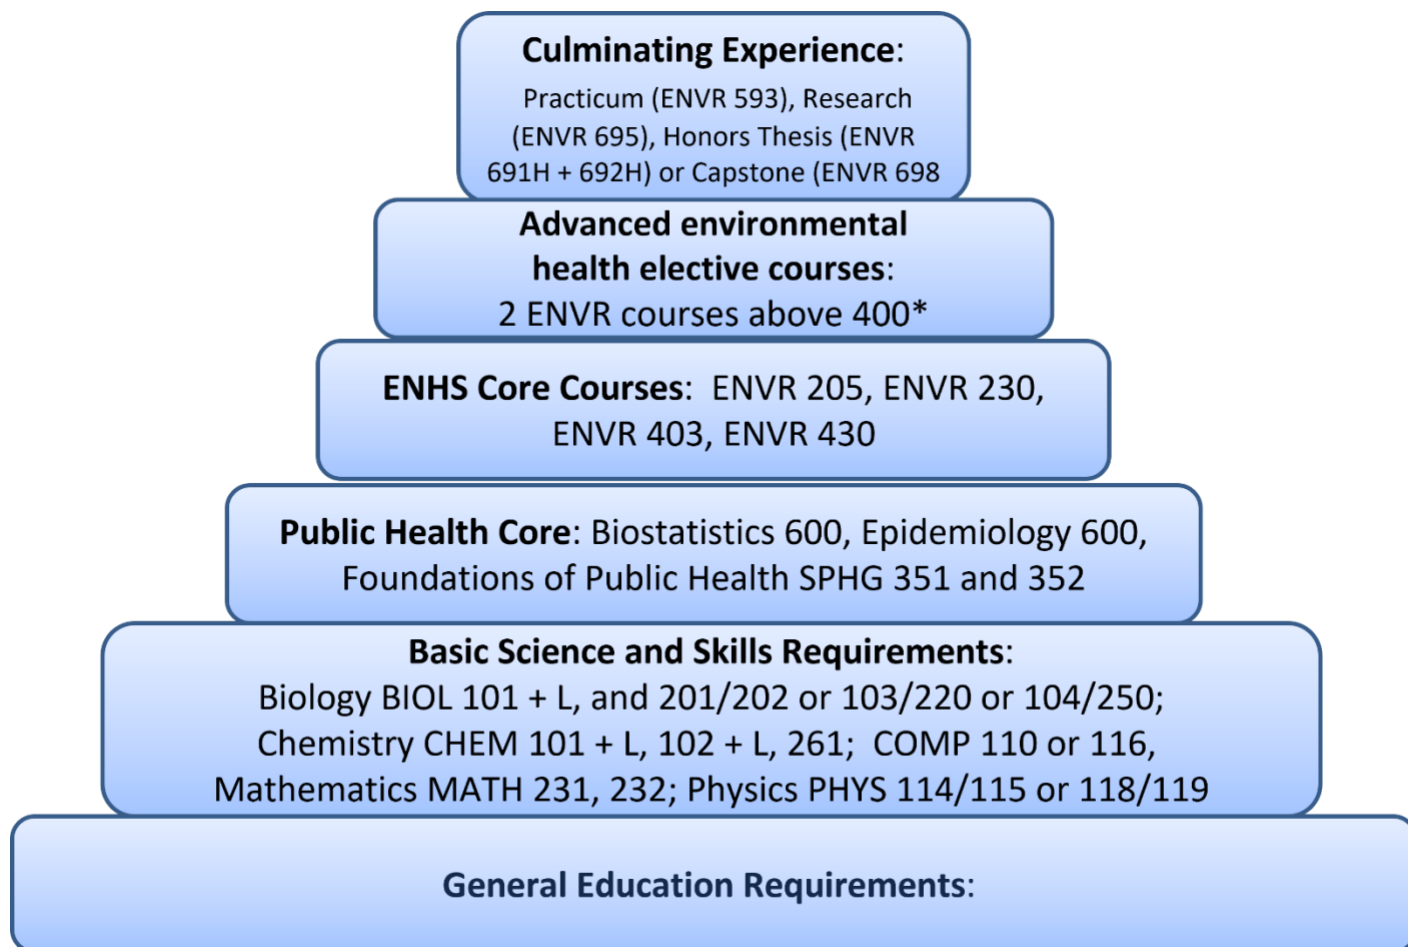 Culminating Experience:
Practicum (ENVR 593), Research
(ENVR 695), Honors Thesis (ENVR
691H + 692H) or Capstone (ENVR 698
Advanced environmental
health elective courses:
2 ENVR courses above 400*
ENHS Core Courses:  ENVR 205, ENVR 230,
ENVR 403, ENVR 430
Public Health Core: Biostatistics 600, Epidemiology 600,
Foundations of Public Health SPHG 351 and 352
Basic Science and Skills Requirements:
Biology BIOL 101 + L, and 201/202 or 103/220 or 104/250;
Chemistry CHEM 101 + L, 102 + L, 261;  COMP 110 or 116,
Mathematics MATH 231, 232; Physics PHYS 114/115 or 118/119
General Education Requirements: